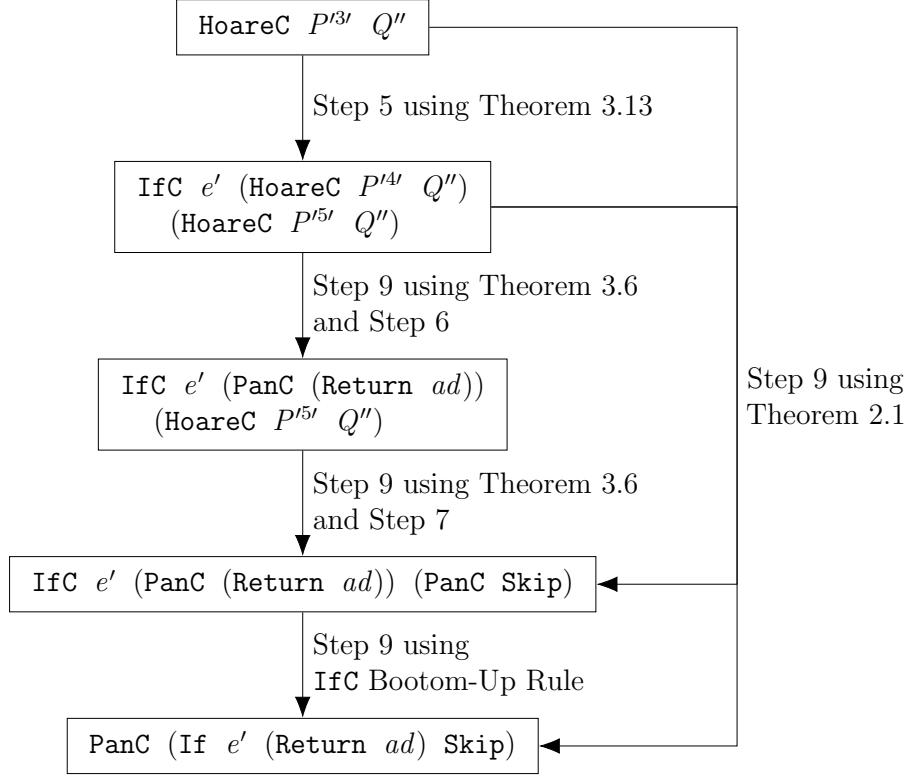 HoareC P′³′ Q′′
Step 5 using Theorem 3.13
IfC e′ (HoareC P′⁴′ Q′′)
(HoareC P′⁵′ Q′′)
Step 9 using Theorem 3.6
and Step 6
IfC e′ (PanC (Return ad))
(HoareC P′⁵′ Q′′)
Step 9 using
Theorem 2.1
Step 9 using Theorem 3.6
and Step 7
IfC e′ (PanC (Return ad)) (PanC Skip)
Step 9 using
IfC Bootom-Up Rule
PanC (If e′ (Return ad) Skip)